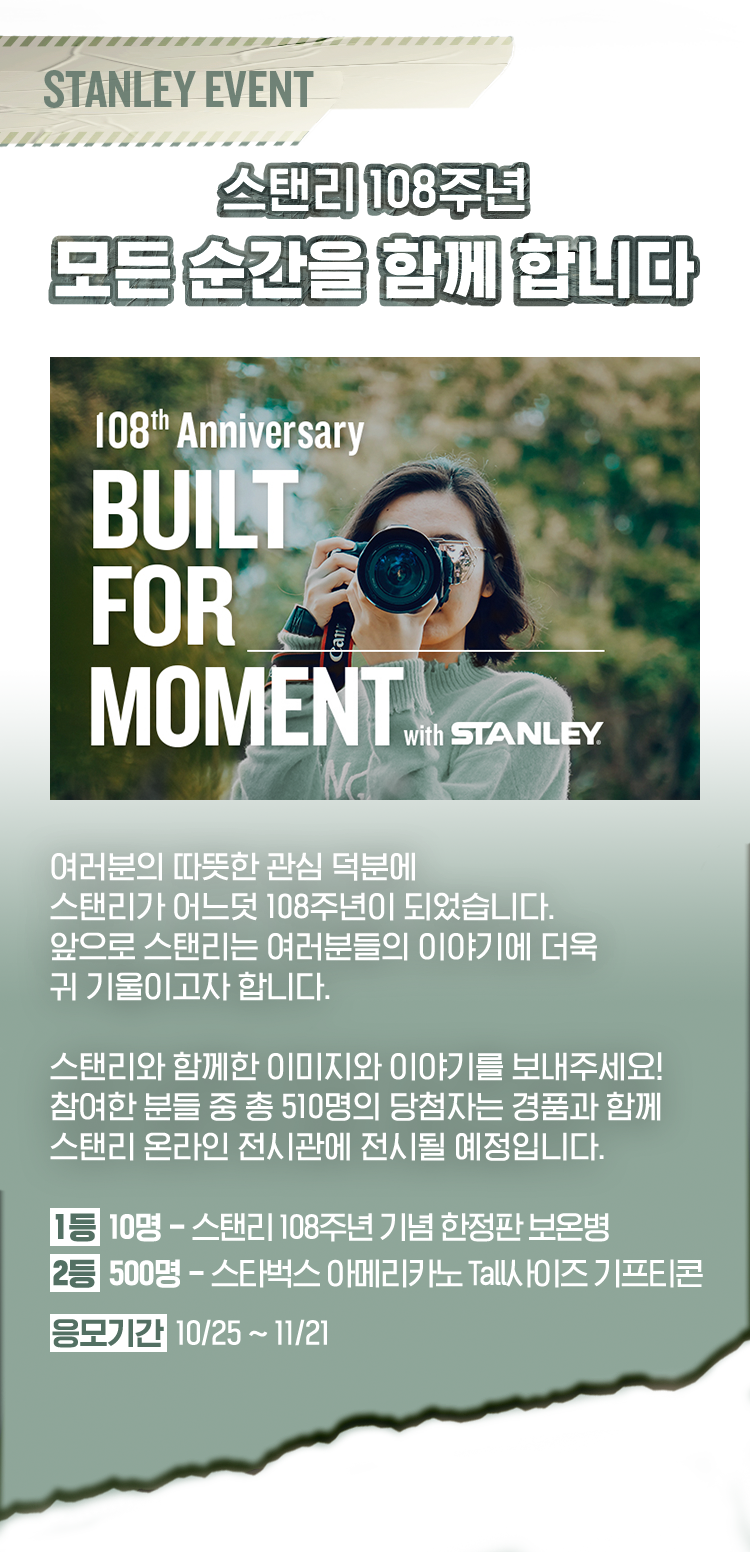 STANLEY EVENT
스탠리 108주년
모든 순간을 함께 합니다
108th Anniversary
BUILT
FOR
MOMENT with STANLEY®
Can
여러분의 따뜻한 관심 덕분에
스탠리가 어느덧 108주년이 되었습니다.
앞으로 스탠리는 여러분들의 이야기에 더욱
귀 기울이고자 합니다.
스탠리와 함께한 이미지와 이야기를 보내주세요!
참여한 분들 중 총 510명의 당첨자는 경품과 함께
스탠리 온라인 전시관에 전시될 예정입니다.
1등 10명 - 스탠리 108주년 기념 한정판 보온병
2등 500명 - 스타벅스 아메리카노 Tall사이즈 기프티콘
응모기간 10/25 ~ 11/21